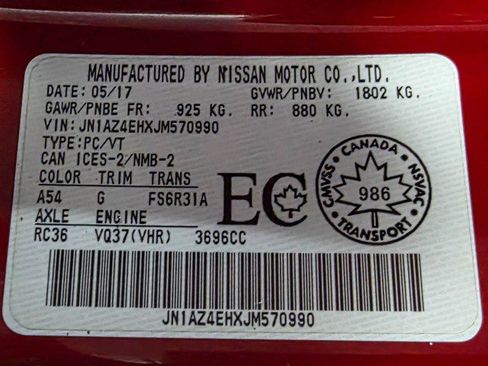 MANUFACTURED BY NISSAN MOTOR CO.,LTD.
DATE: 05/17 GVWR/PNBV: 1802 KG.
GAWR/PNBE FR: 925 KG. RR: 880 KG.
VIN: JN1AZ4EHXJM570990
TYPE: PC/VT
CAN ICES-2/NMB-2
COLOR TRIM TRANS
A54 G FS6R31A
AXLE ENGINE
RC36 VQ37(VHR) 3696CC
EC
CANADA
CMVSS 986 NSVAC
TRANSPORT
JN1AZ4EHXJM570990